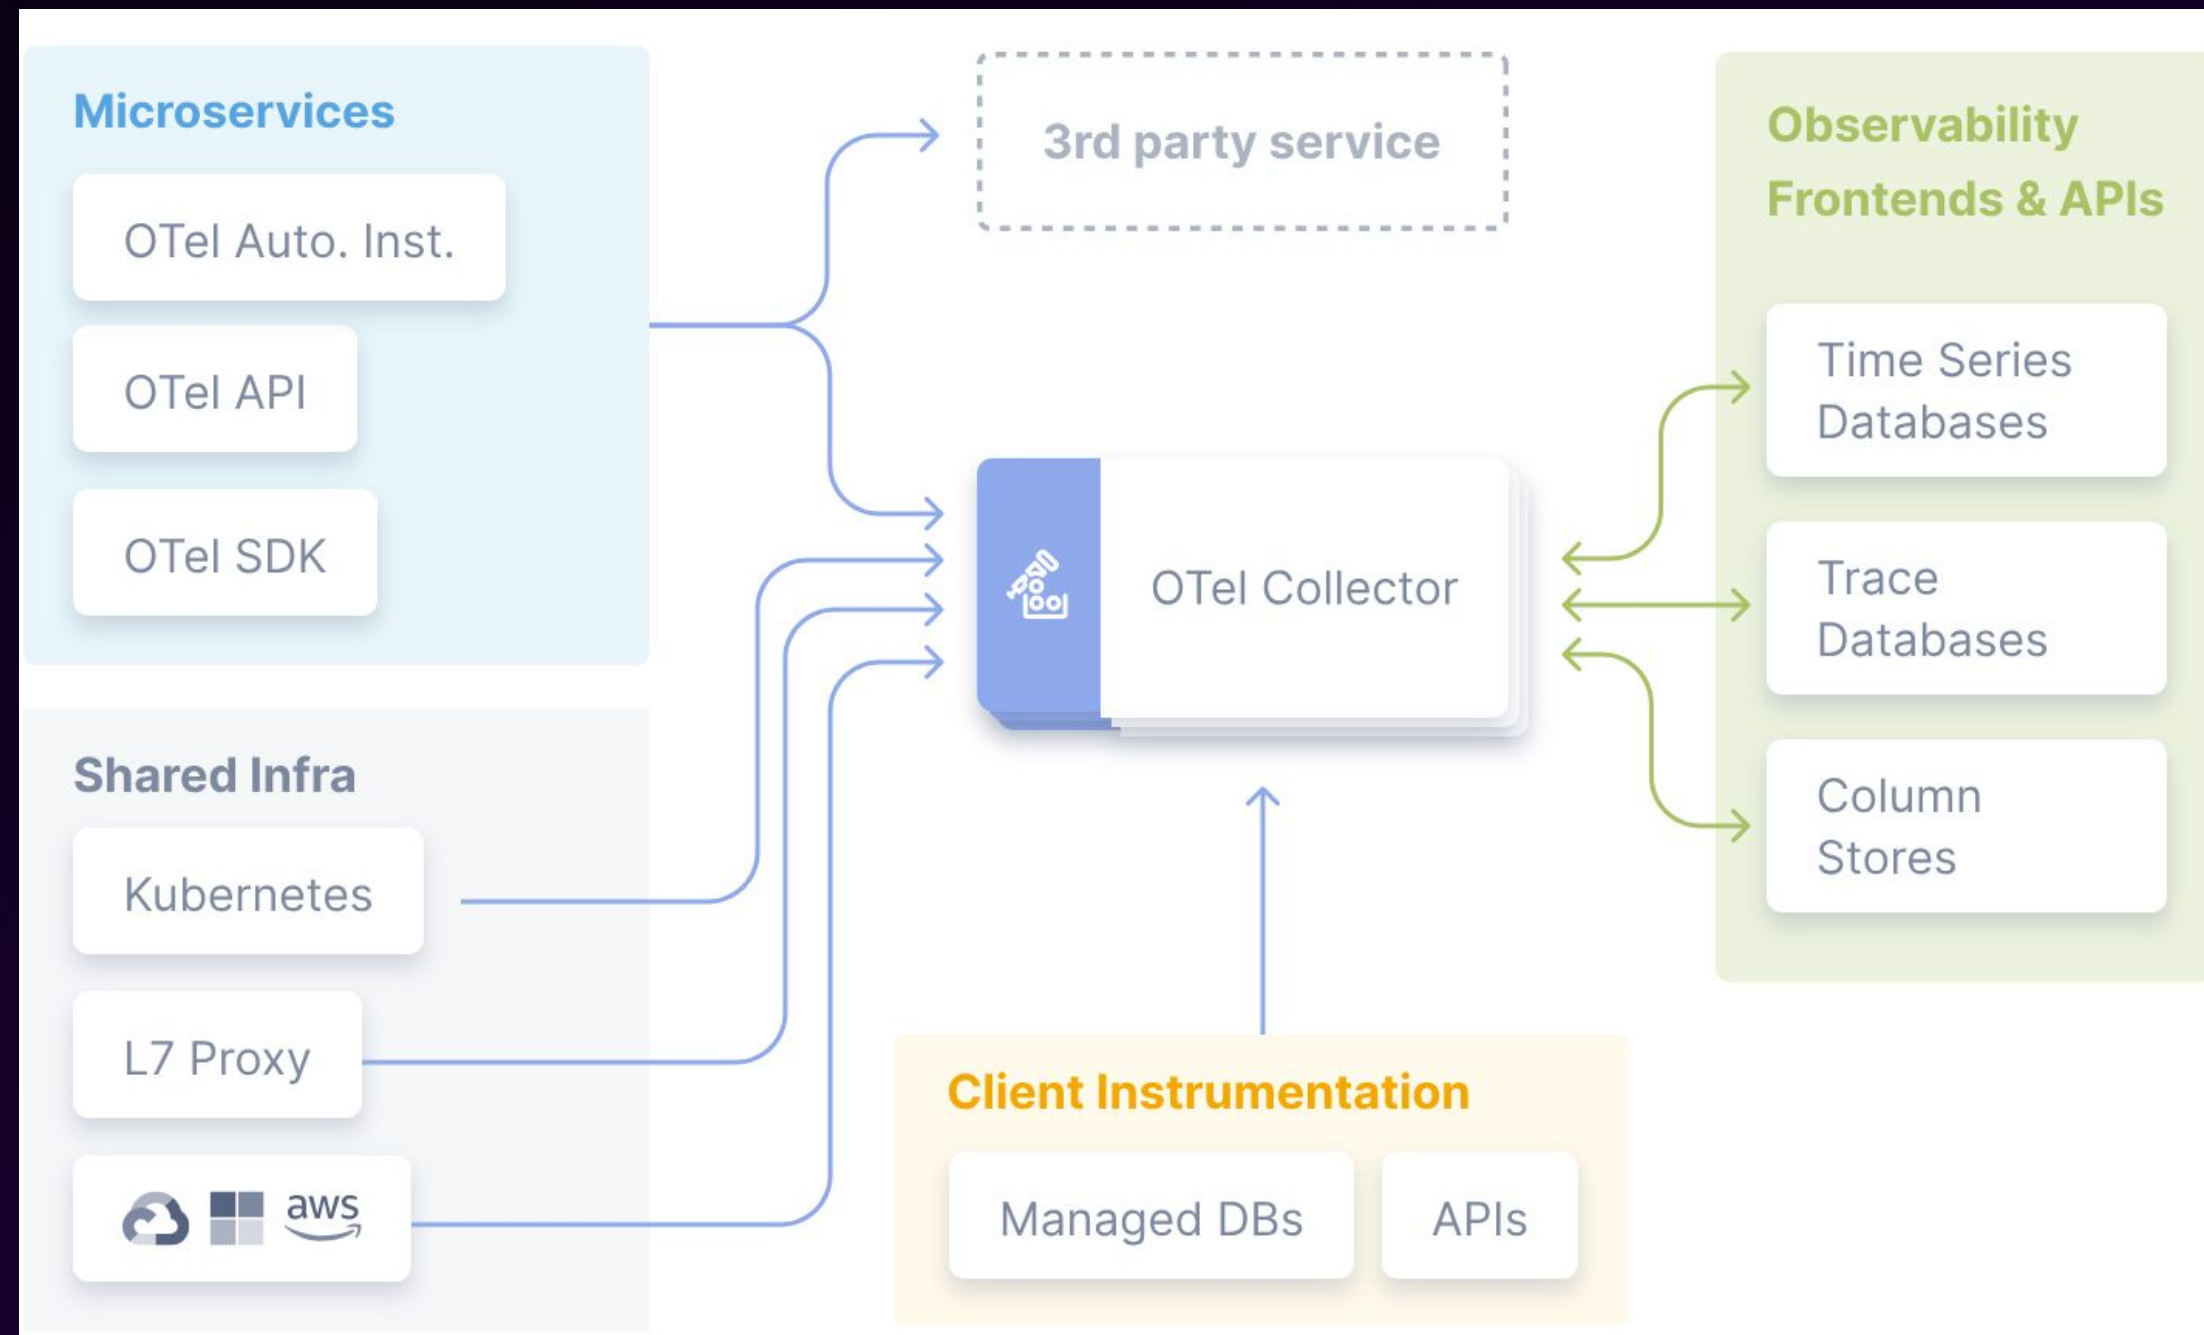 Microservices
OTel Auto. Inst.
OTel API
OTel SDK
Shared Infra
Kubernetes
L7 Proxy
aws
3rd party service
OTel Collector
Client Instrumentation
Managed DBs
APIs
Observability
Frontends & APIs
Time Series
Databases
Trace
Databases
Column
Stores